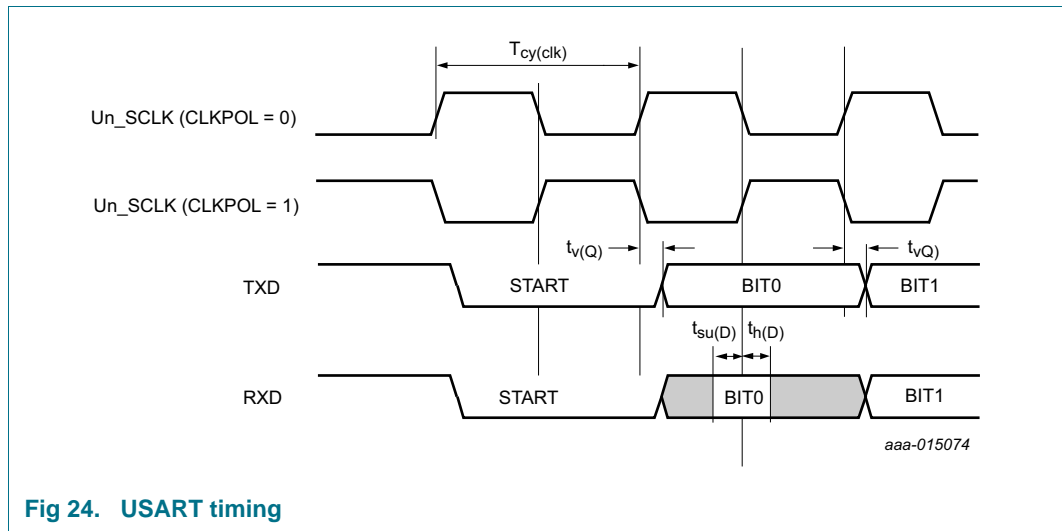 Tcy(clk)
Un_SCLK (CLKPOL = 0)
Un_SCLK (CLKPOL = 1)
tv(Q)
tvQ)
TXD
START
BIT0
BIT1
tsu(D)
th(D)
RXD
START
BIT0
BIT1
aaa-015074
Fig 24. USART timing